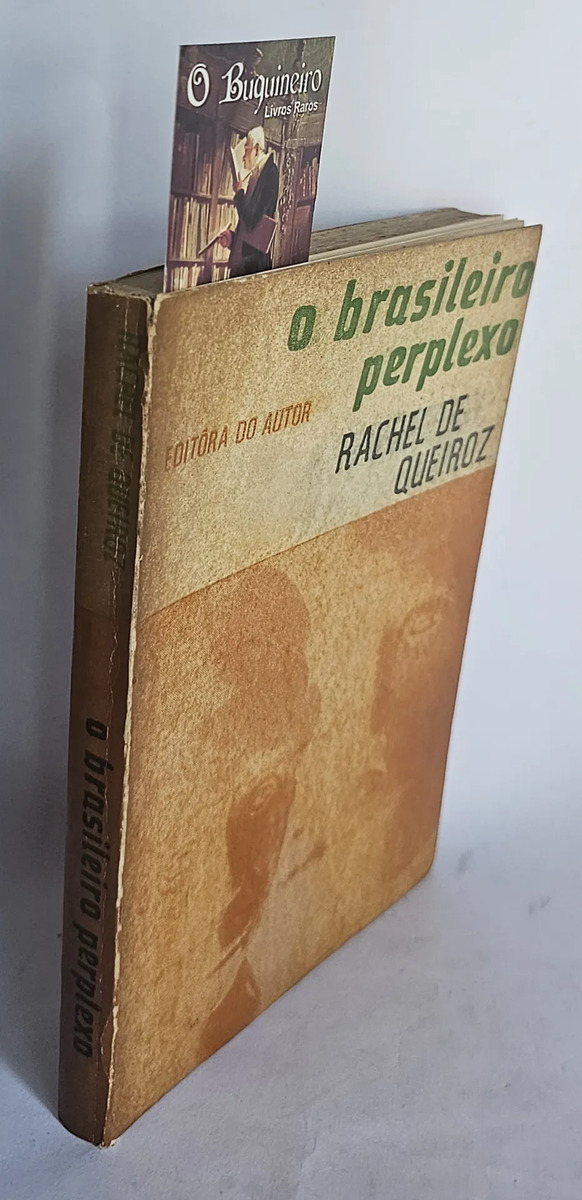 O Buquineiro
Livros Raros
o brasileiro
perplexo
EDITÔRA DO AUTOR
RACHEL DE
QUEIROZ
RACHEL DE QUEIROZ
o brasileiro perplexo